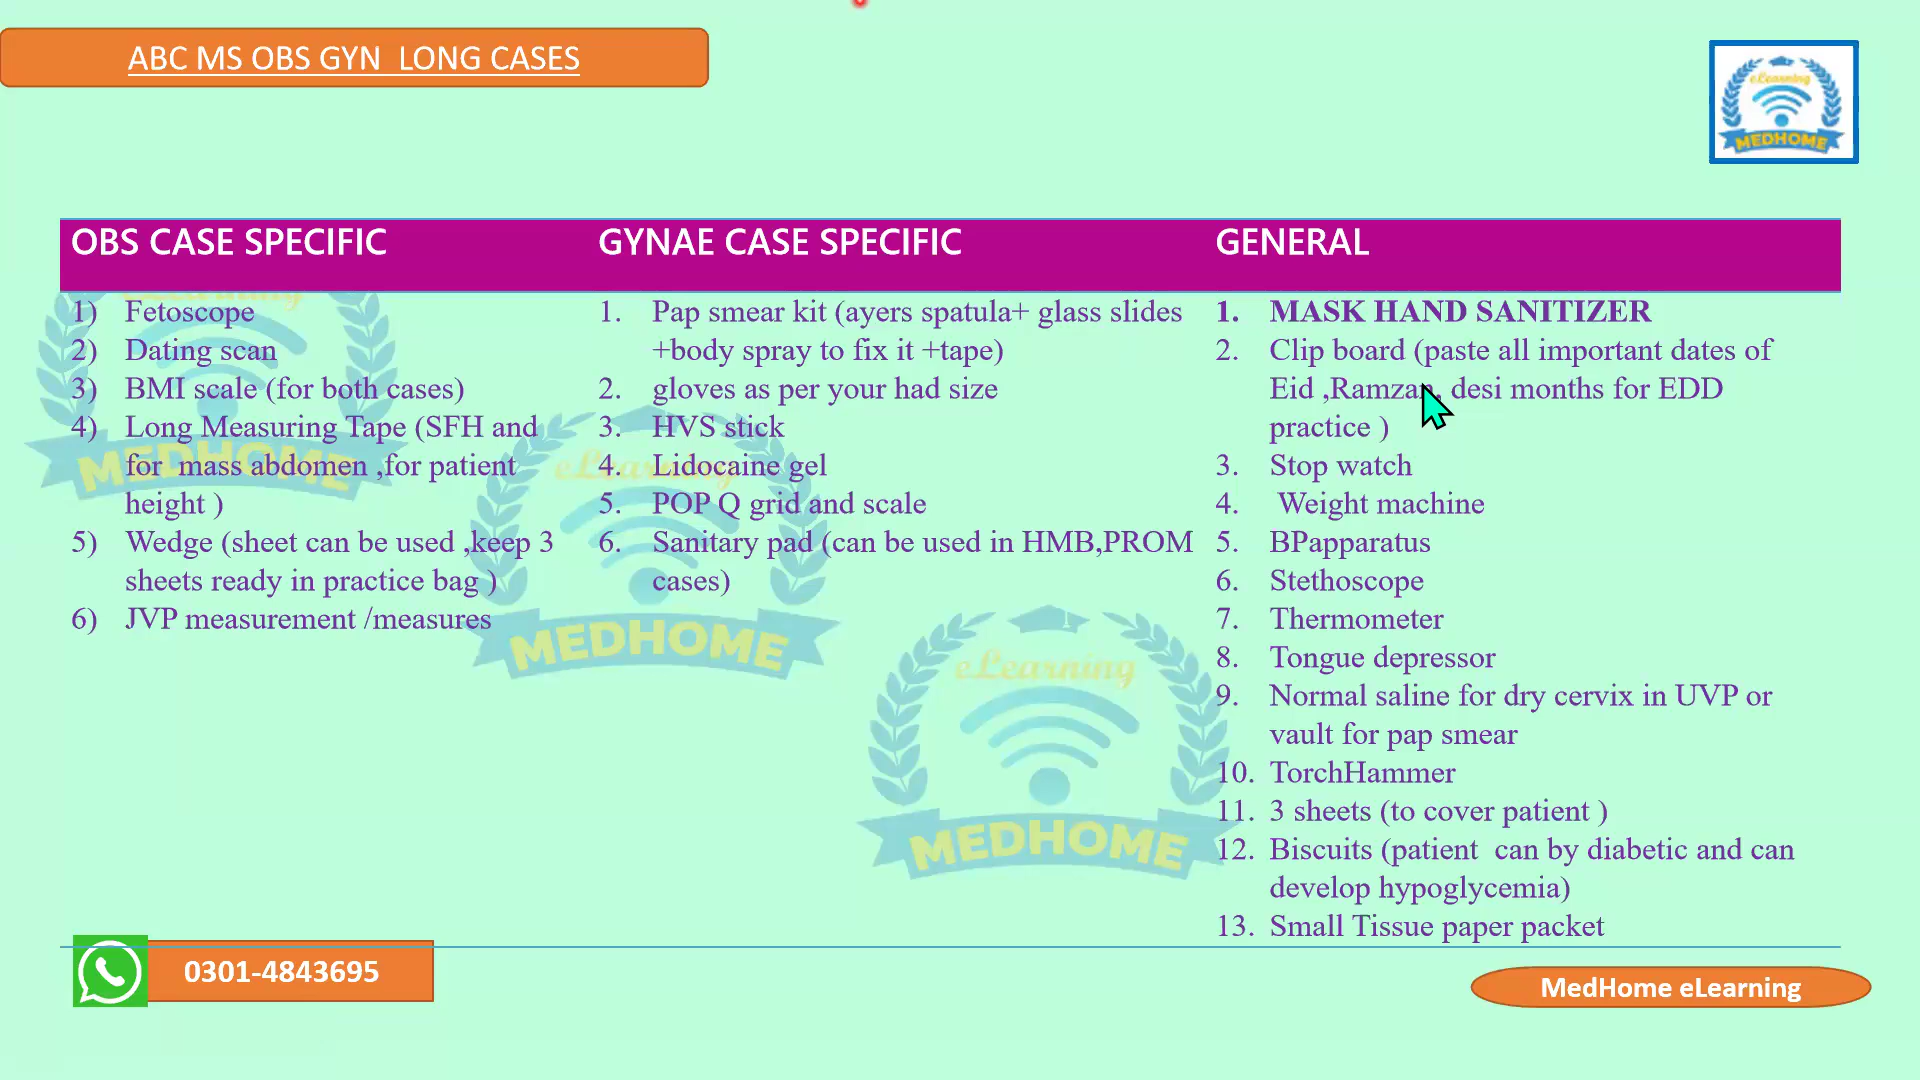 ABC MS OBS GYN  LONG CASES
eLearning
MEDHOME
OBS CASE SPECIFIC
1) Fetoscope
2) Dating scan
3) BMI scale (for both cases)
4) Long Measuring Tape (SFH and
for  mass abdomen ,for patient
height )
5) Wedge (sheet can be used ,keep 3
sheets ready in practice bag )
6) JVP measurement /measures
GYNAE CASE SPECIFIC
1. Pap smear kit (ayers spatula+ glass slides
+body spray to fix it +tape)
2. gloves as per your had size
3. HVS stick
4. Lidocaine gel
5. POP Q grid and scale
6. Sanitary pad (can be used in HMB,PROM
cases)
GENERAL
1. MASK HAND SANITIZER
2. Clip board (paste all important dates of
Eid ,Ramzan, desi months for EDD
practice )
3. Stop watch
4. Weight machine
5. BPapparatus
6. Stethoscope
7. Thermometer
8. Tongue depressor
9. Normal saline for dry cervix in UVP or
vault for pap smear
10. TorchHammer
11. 3 sheets (to cover patient )
12. Biscuits (patient  can by diabetic and can
develop hypoglycemia)
13. Small Tissue paper packet
eLearning
MEDHOME
eLearning
MEDHOME
eLearning
MEDHOME
0301-4843695
MedHome eLearning